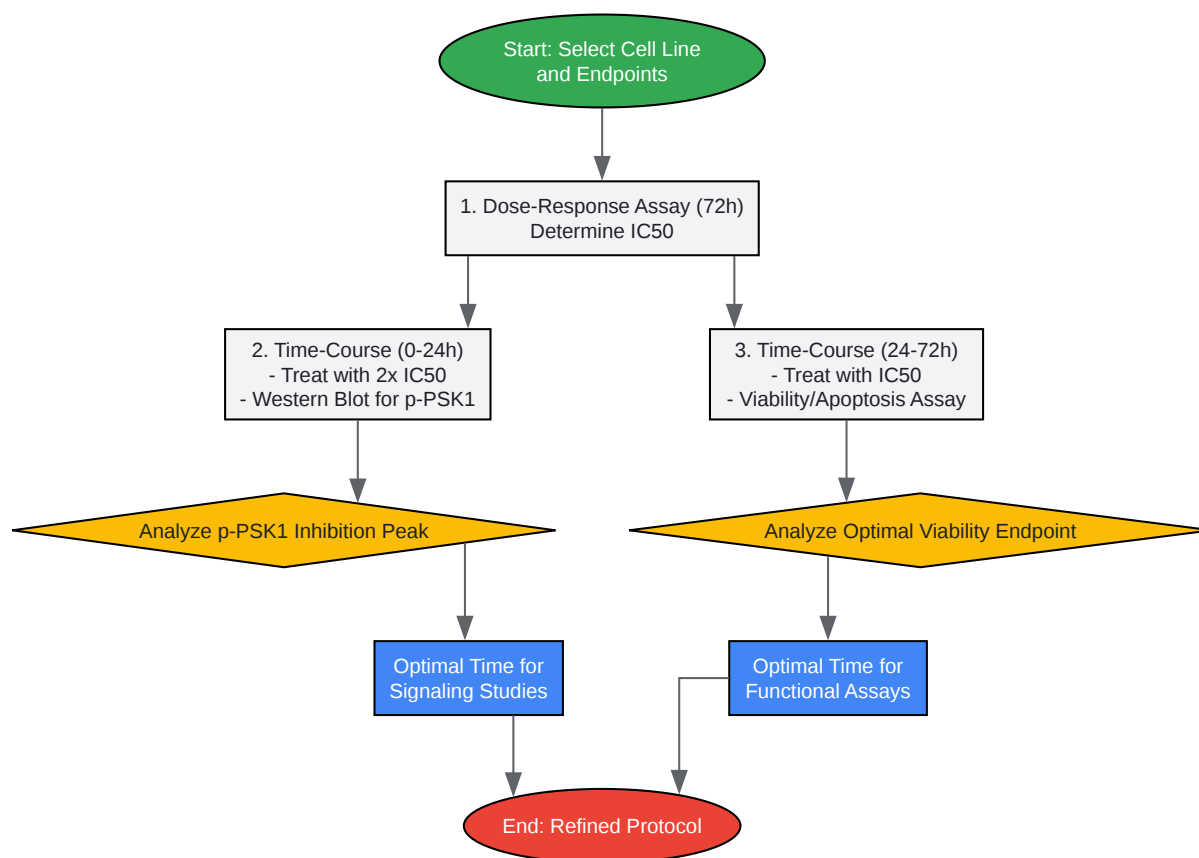 Start: Select Cell Line
and Endpoints
1. Dose-Response Assay (72h)
Determine IC50
2. Time-Course (0-24h)
- Treat with 2x IC50
- Western Blot for p-PSK1
3. Time-Course (24-72h)
- Treat with IC50
- Viability/Apoptosis Assay
Analyze p-PSK1 Inhibition Peak
Analyze Optimal Viability Endpoint
Optimal Time for
Signaling Studies
Optimal Time for
Functional Assays
End: Refined Protocol